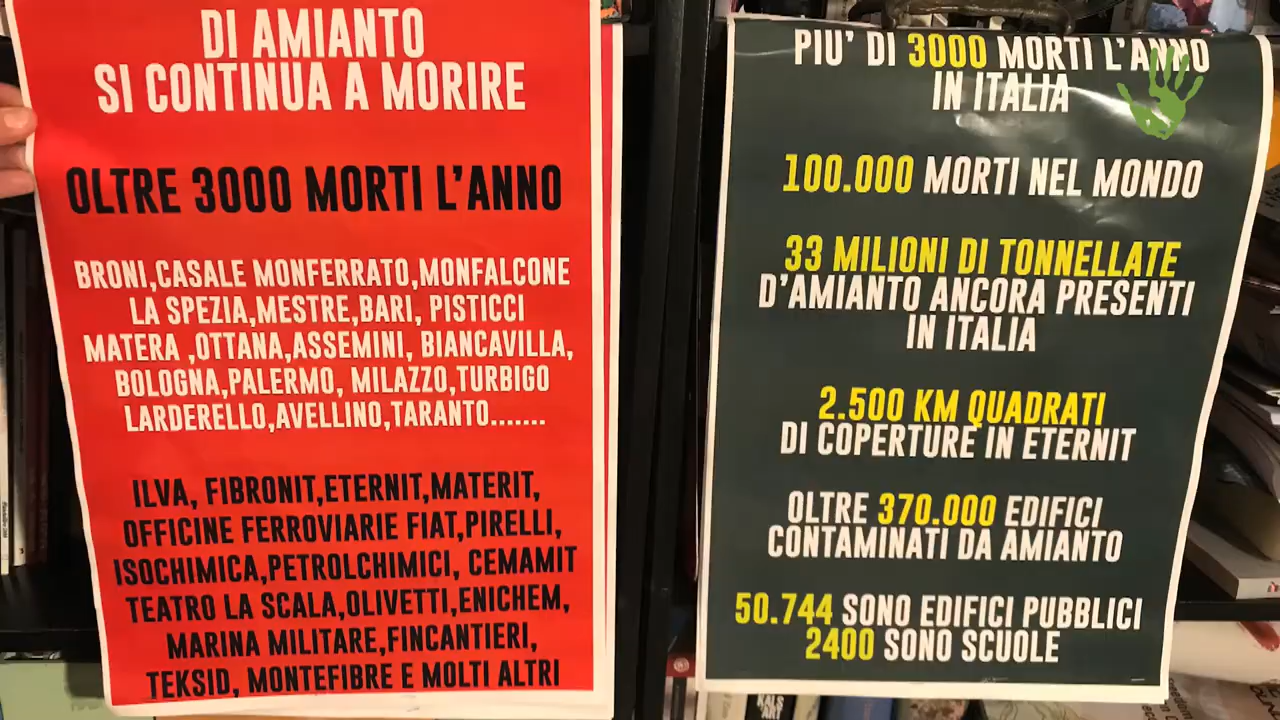 DI AMIANTO
SI CONTINUA A MORIRE
OLTRE 3000 MORTI L'ANNO
BRONI,CASALE MONFERRATO,MONFALCONE
LA SPEZIA,MESTRE,BARI, PISTICCI
MATERA ,OTTANA,ASSEMINI, BIANCAVILLA,
BOLOGNA,PALERMO, MILAZZO,TURBIGO
LARDERELLO,AVELLINO,TARANTO.......
ILVA, FIBRONIT,ETERNIT,MATERIT,
OFFICINE FERROVIARIE FIAT,PIRELLI,
ISOCHIMICA,PETROLCHIMICI, CEMAMIT
TEATRO LA SCALA,OLIVETTI,ENICHEM,
MARINA MILITARE,FINCANTIERI,
TEKSID, MONTEFIBRE E MOLTI ALTRI
PIU' DI 3000 MORTI L'ANNO
IN ITALIA
100.000 MORTI NEL MONDO
33 MILIONI DI TONNELLATE
D'AMIANTO ANCORA PRESENTI
IN ITALIA
2.500 KM QUADRATI
DI COPERTURE IN ETERNIT
OLTRE 370.000 EDIFICI
CONTAMINATI DA AMIANTO
50.744 SONO EDIFICI PUBBLICI
2400 SONO SCUOLE